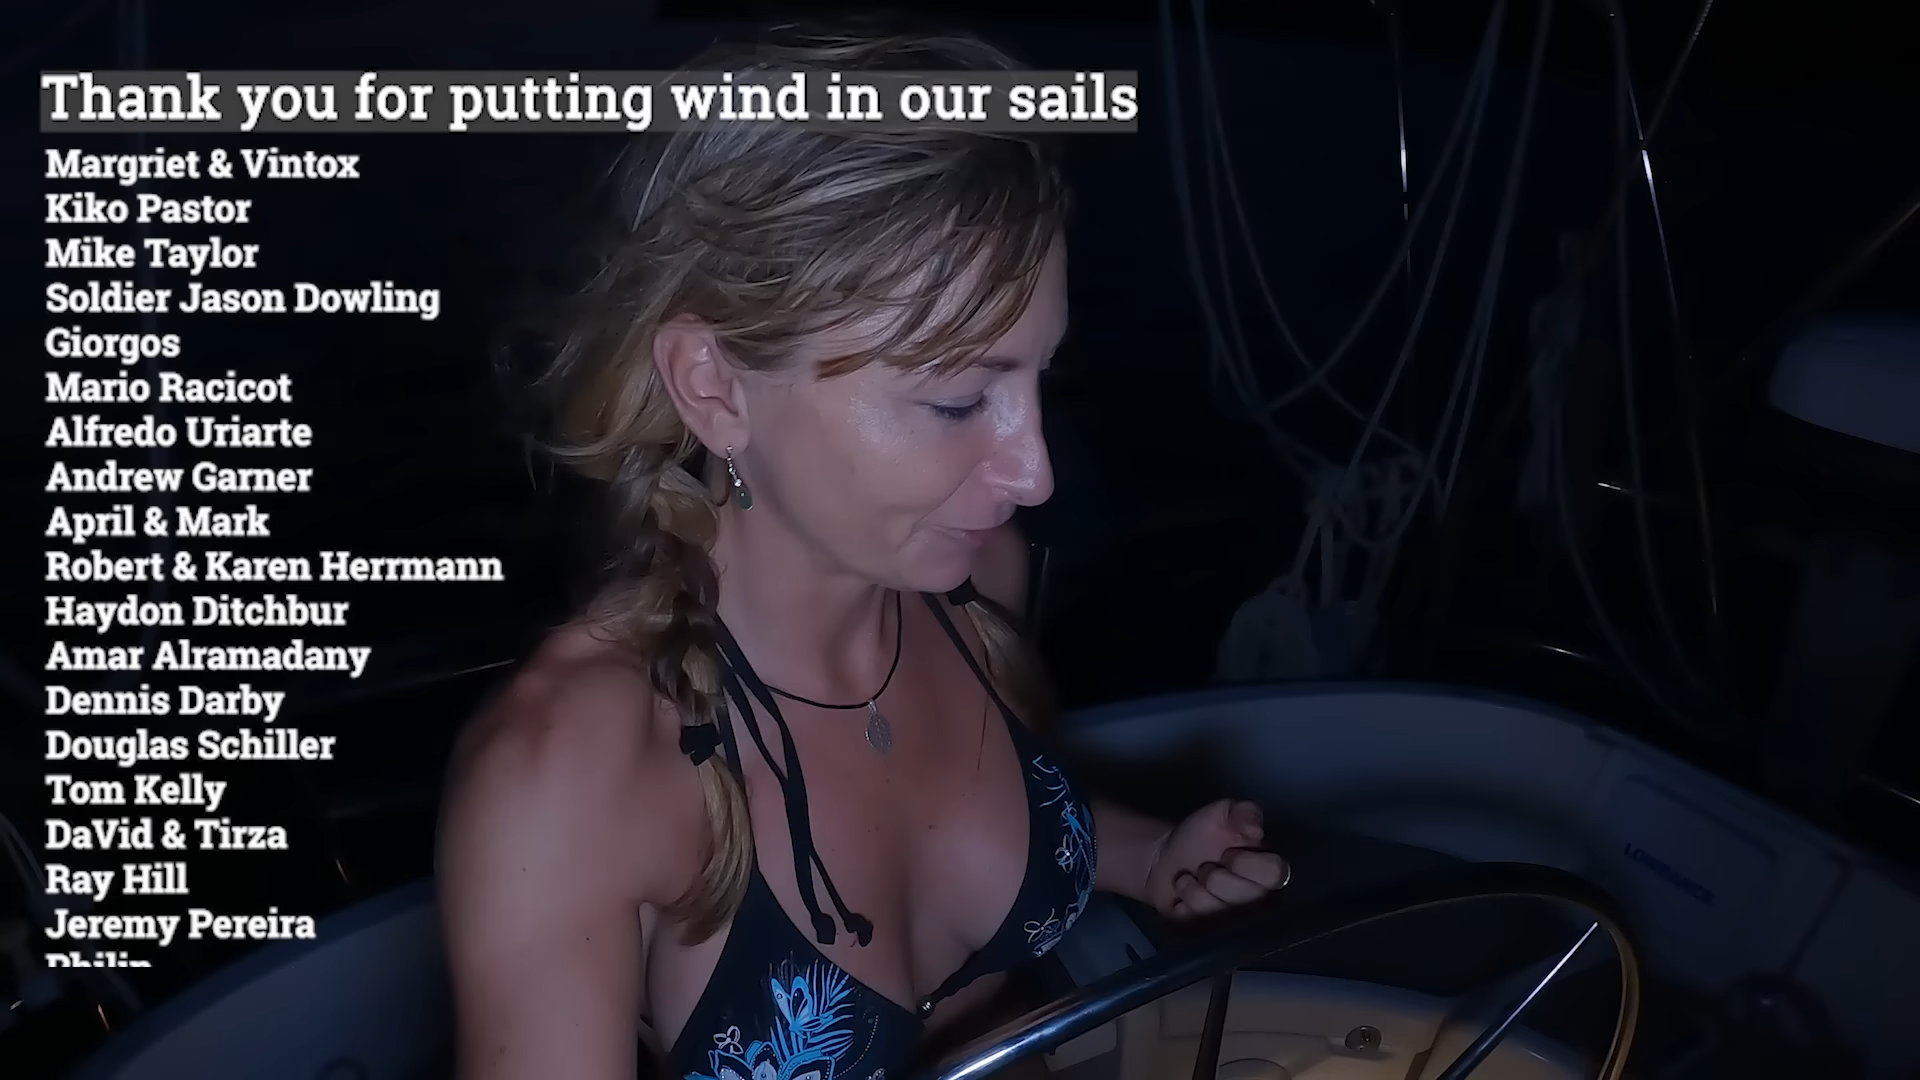 Thank you for putting wind in our sails
Margriet & Vintox
Kiko Pastor
Mike Taylor
Soldier Jason Dowling
Giorgos
Mario Racicot
Alfredo Uriarte
Andrew Garner
April & Mark
Robert & Karen Herrmann
Haydon Ditchbur
Amar Alramadany
Dennis Darby
Douglas Schiller
Tom Kelly
DaVid & Tirza
Ray Hill
Jeremy Pereira
Philip
LOWRANCE